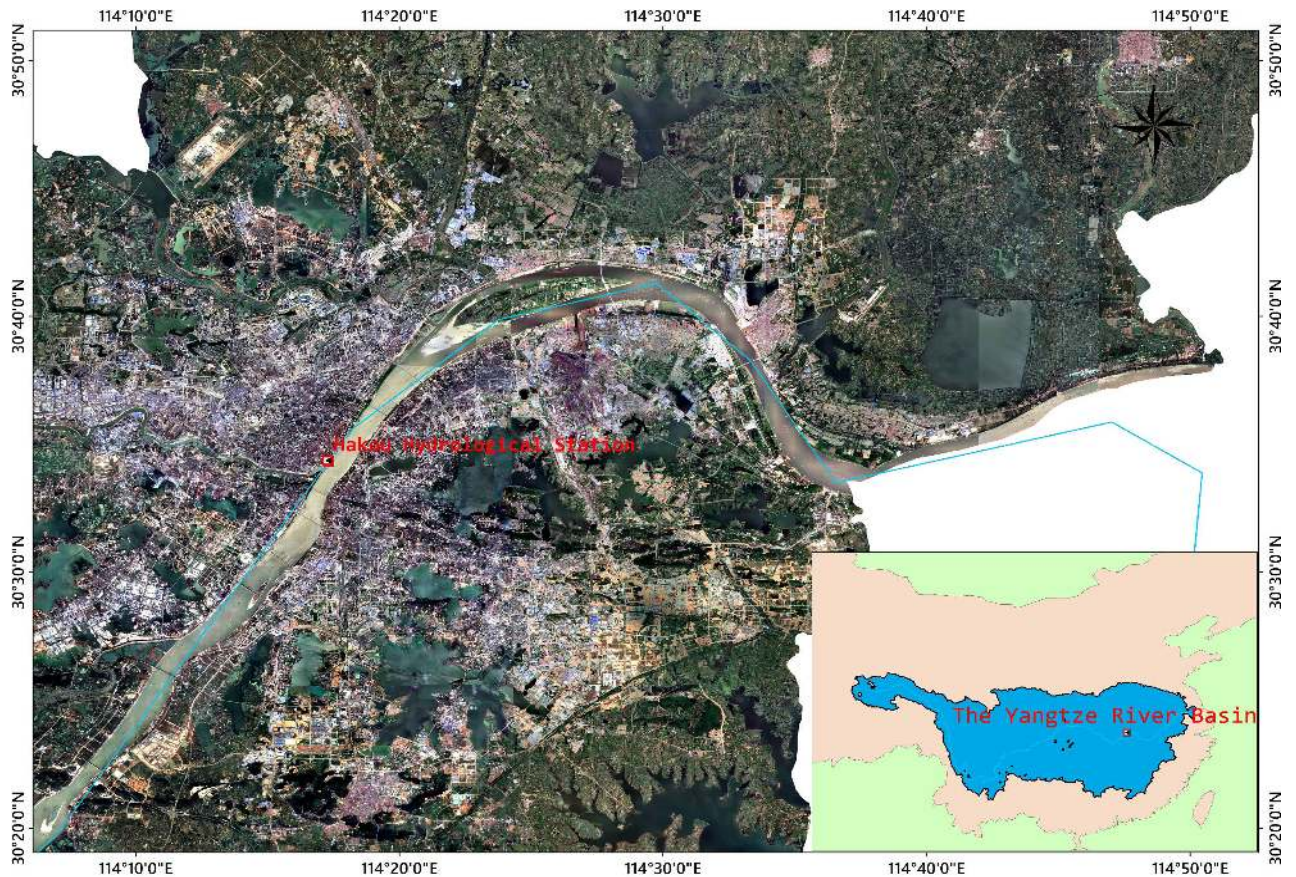 114°10'0"E 114°20'0"E 114°30'0"E 114°40'0"E 114°50'0"E
30°50'0"N 30°50'0"N
30°40'0"N 30°40'0"N
Hakou Hydrological Station
30°30'0"N 30°30'0"N
The Yangtze River Basin
30°20'0"N 30°20'0"N
114°10'0"E 114°20'0"E 114°30'0"E 114°40'0"E 114°50'0"E